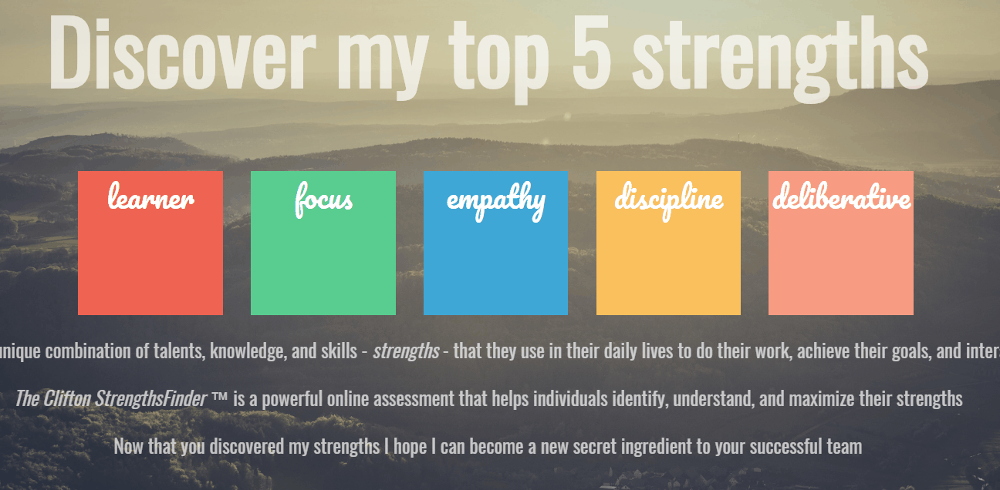 Discover my top 5 strengths
learner focus empathy discipline deliberative
combination of talents, knowledge, and skills - strengths - that they use in their daily lives to do their work, achieve their goals, and
The Clifton StrengthsFinder ™ is a powerful online assessment that helps individuals identify, understand, and maximize their strengths
Now that you discovered my strengths I hope I can become a new secret ingredient to your successful team